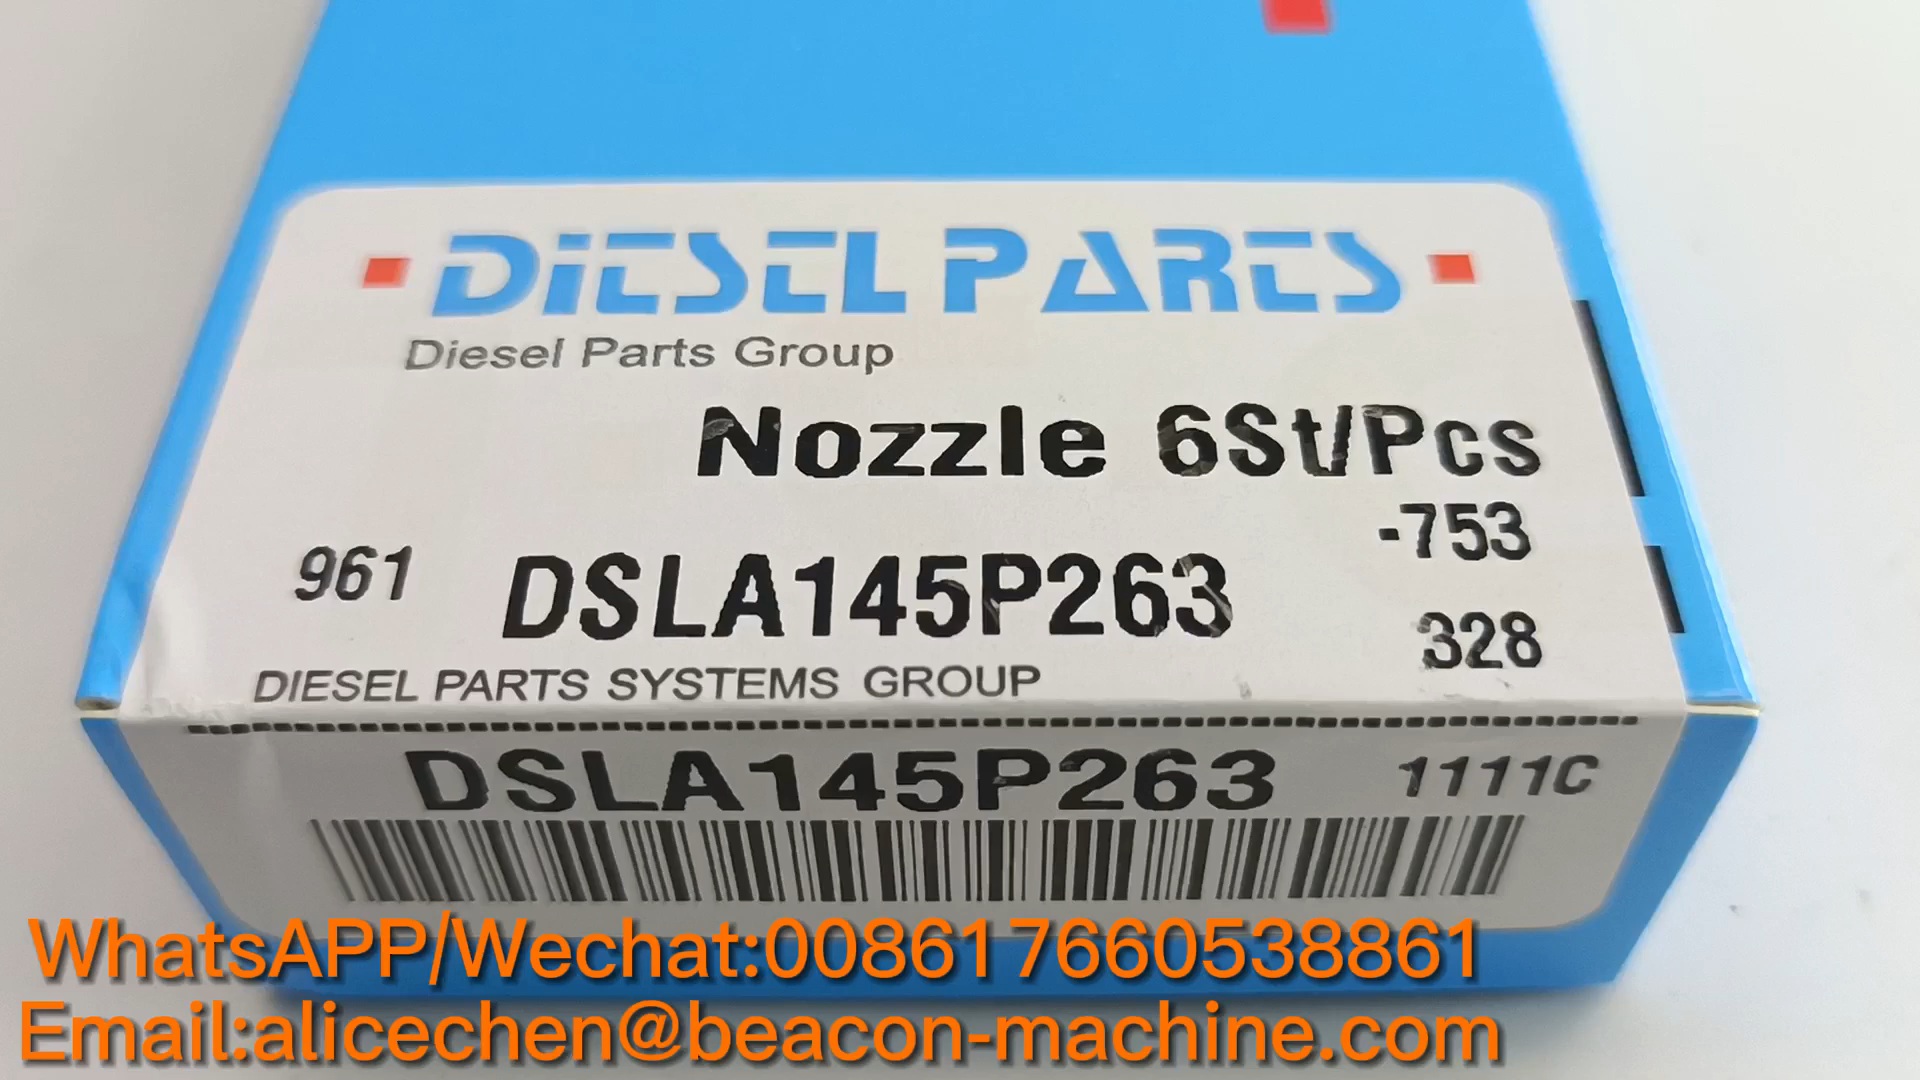 DiESEL PARTS
Diesel Parts Group
Nozzle 6St/Pcs
-753
961 DSLA145P263
328
DIESEL PARTS SYSTEMS GROUP
DSLA145P263 1111C
WhatsAPP/Wechat:008617660538861
Email:alicechen@beacon-machine.com